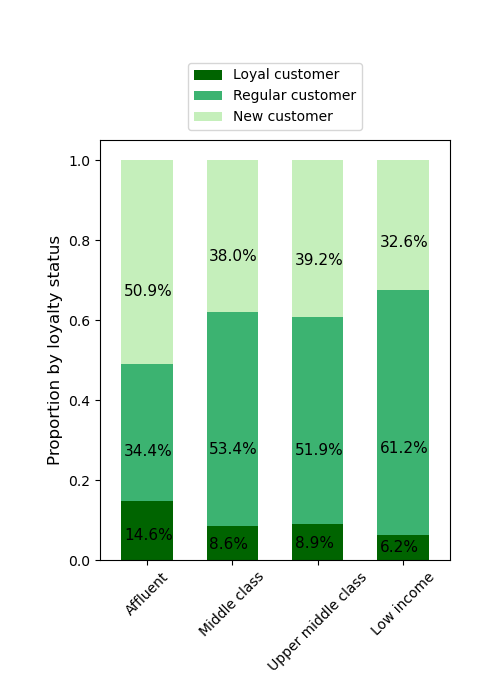 Loyal customer
Regular customer
New customer
Proportion by loyalty status
1.0
0.8
0.6
0.4
0.2
0.0
50.9%
38.0%
39.2%
32.6%
34.4%
53.4%
51.9%
61.2%
14.6%
8.6%
8.9%
6.2%
Affluent
Middle class
Upper middle class
Low income